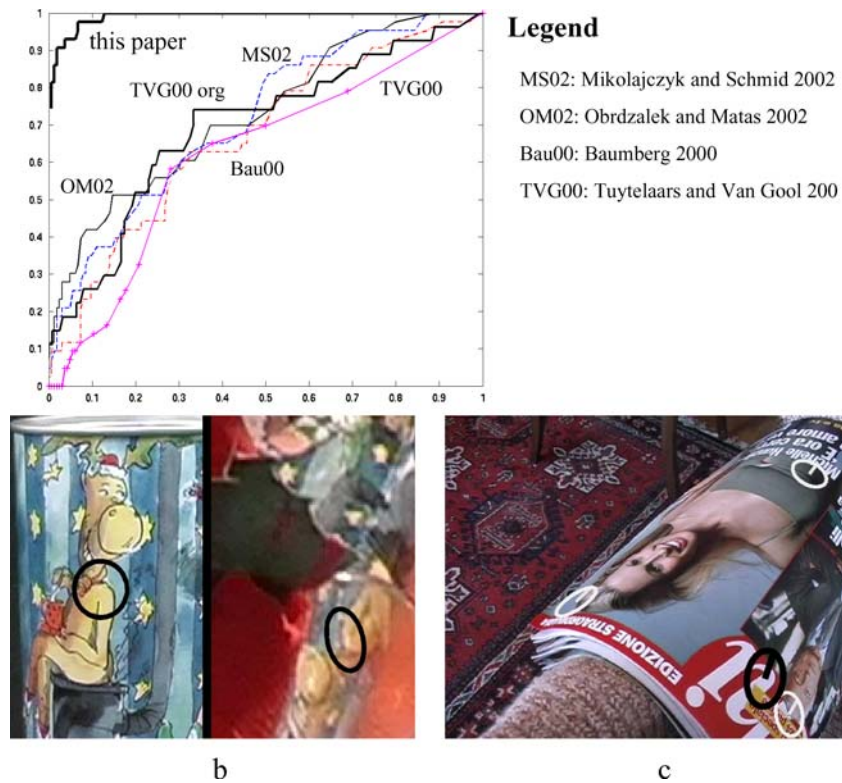 1
0.9
0.8
0.7
0.6
0.5
0.4
0.3
0.2
0.1
0
0 0.1 0.2 0.3 0.4 0.5 0.6 0.7 0.8 0.9 1
this paper
MS02
TVG00 org
TVG00
OM02
Bau00
Legend
MS02: Mikolajczyk and Schmid 2002
OM02: Obrdzalek and Matas 2002
Bau00: Baumberg 2000
TVG00: Tuytelaars and Van Gool 200
EDIZIONE STRAORDINARIA
b
c